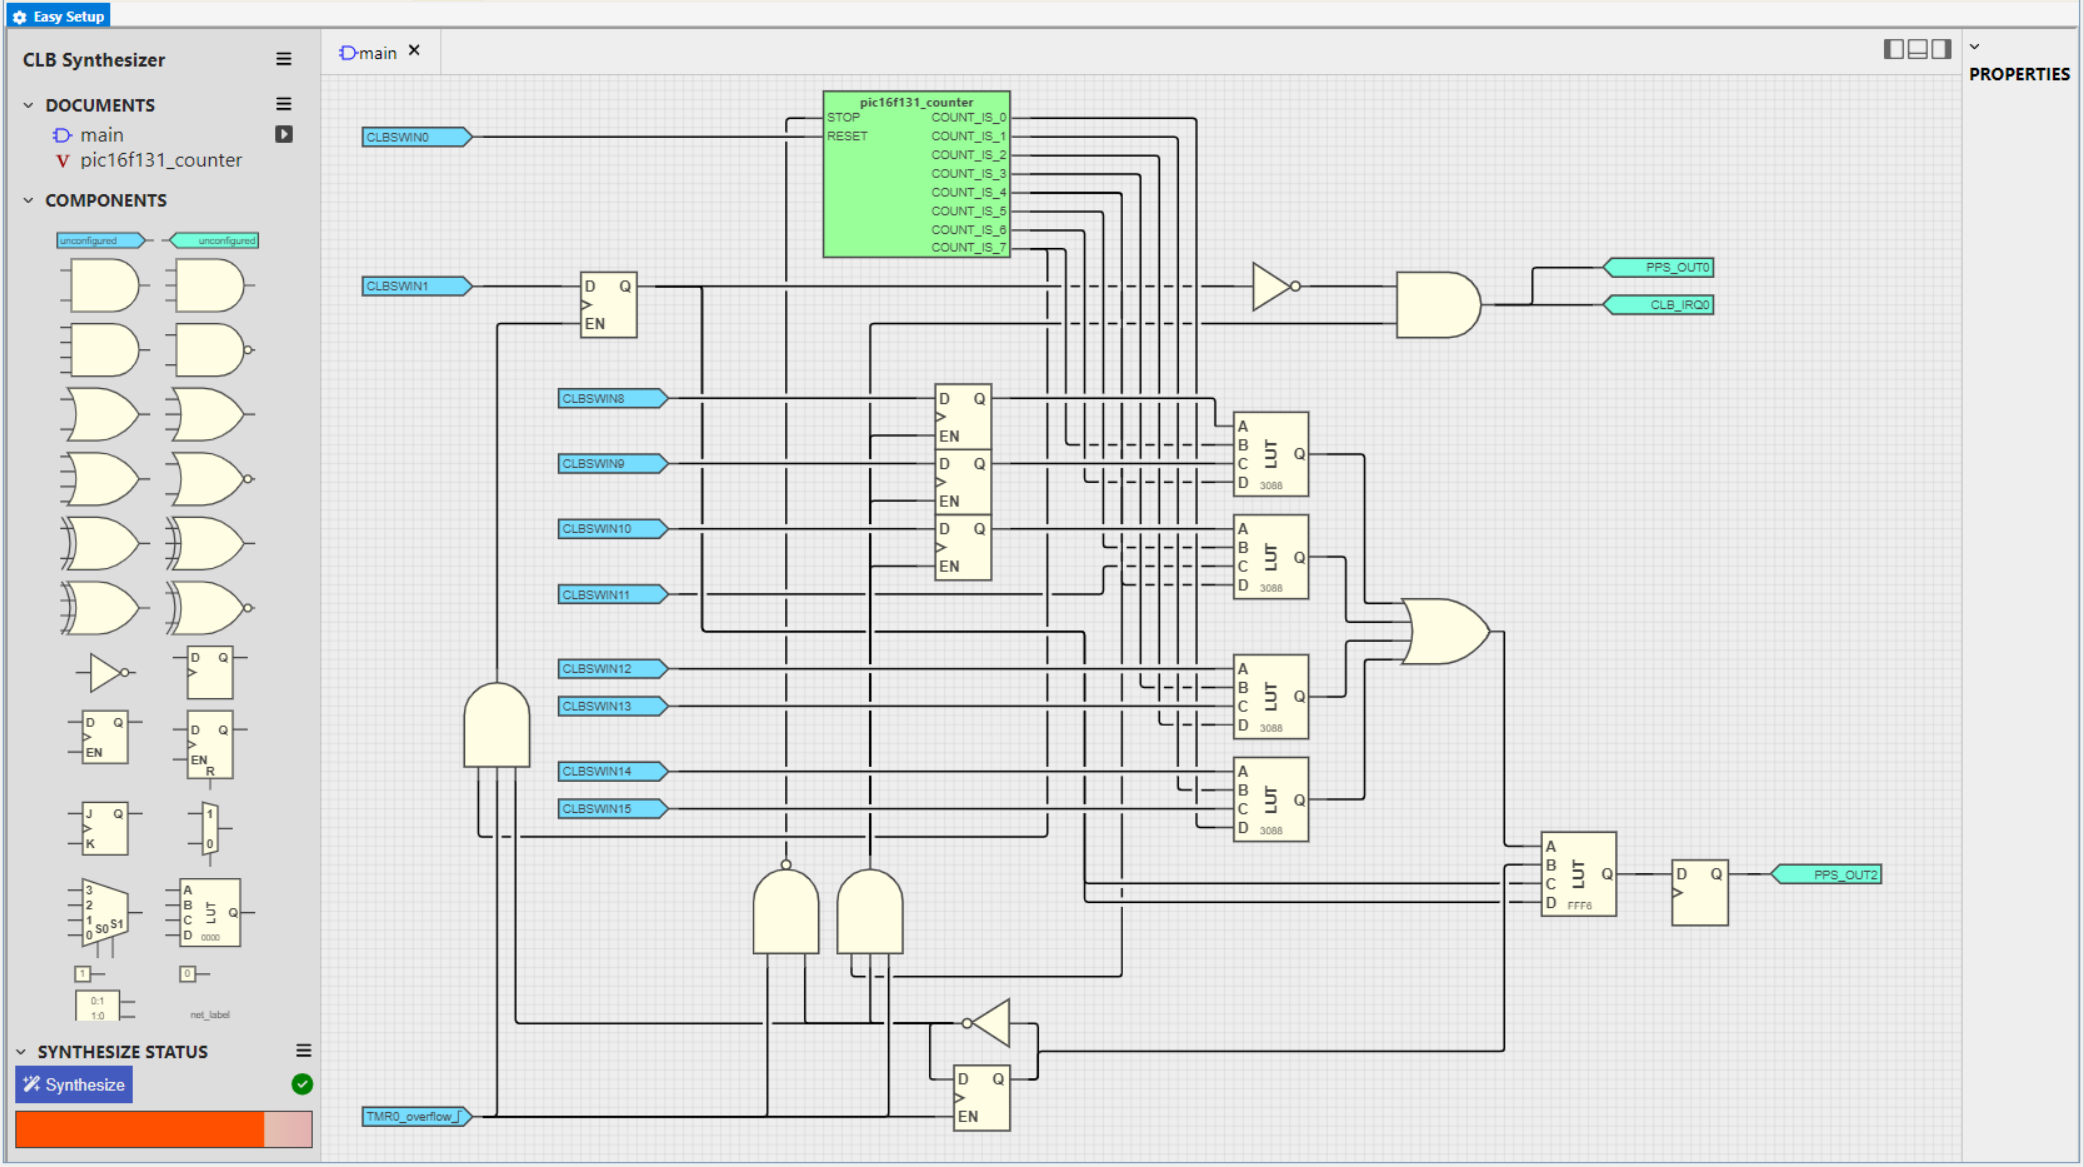 Easy Setup
CLB Synthesizer
DOCUMENTS
main
V pic16f131_counter
COMPONENTS
unconfigured
unconfigured
D Q
D Q
EN
D Q
EN
R
J Q
K
1
0
3
2
1
0
S0 S1
A
B
C
D
LUT
Q
0000
1
0
0:1
1:0
net_label
SYNTHESIZE STATUS
Synthesize
main
PROPERTIES
pic16f131_counter
STOP COUNT_IS_0
RESET COUNT_IS_1
COUNT_IS_2
COUNT_IS_3
COUNT_IS_4
COUNT_IS_5
COUNT_IS_6
COUNT_IS_7
CLBSWIN0
CLBSWIN1
D Q
EN
PPS_OUT0
CLB_IRQ0
CLBSWIN8
D Q
EN
CLBSWIN9
D Q
EN
CLBSWIN10
D Q
EN
CLBSWIN11
A
B
C
D
LUT
Q
3088
A
B
C
D
LUT
Q
3088
CLBSWIN12
CLBSWIN13
A
B
C
D
LUT
Q
3088
CLBSWIN14
CLBSWIN15
A
B
C
D
LUT
Q
3088
A
B
C
D
LUT
Q
FFF6
D Q
PPS_OUT2
D Q
EN
TMR0_overflow_